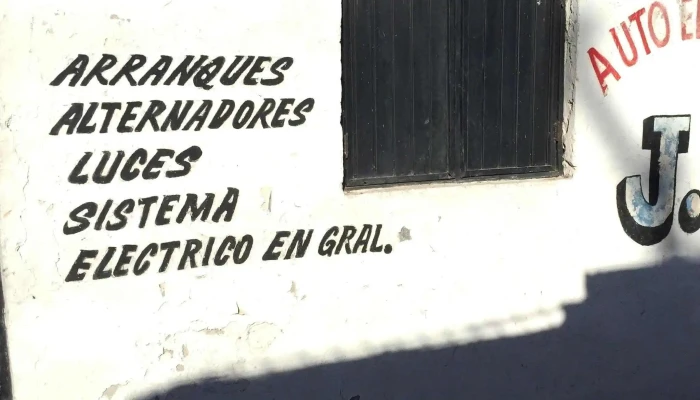 ARRANQUES
ALTERNADORES
LUCES
SISTEMA
ELECTRICO EN GRAL.
AUTO
J.